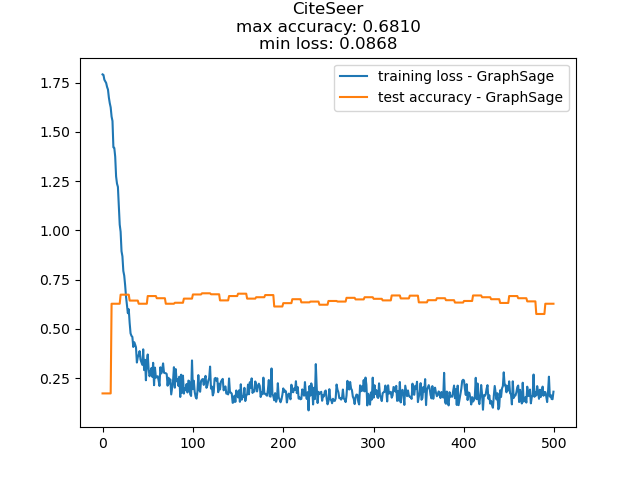 CiteSeer
max accuracy: 0.6810
min loss: 0.0868
training loss - GraphSage
test accuracy - GraphSage
1.75
1.50
1.25
1.00
0.75
0.50
0.25
0
100
200
300
400
500